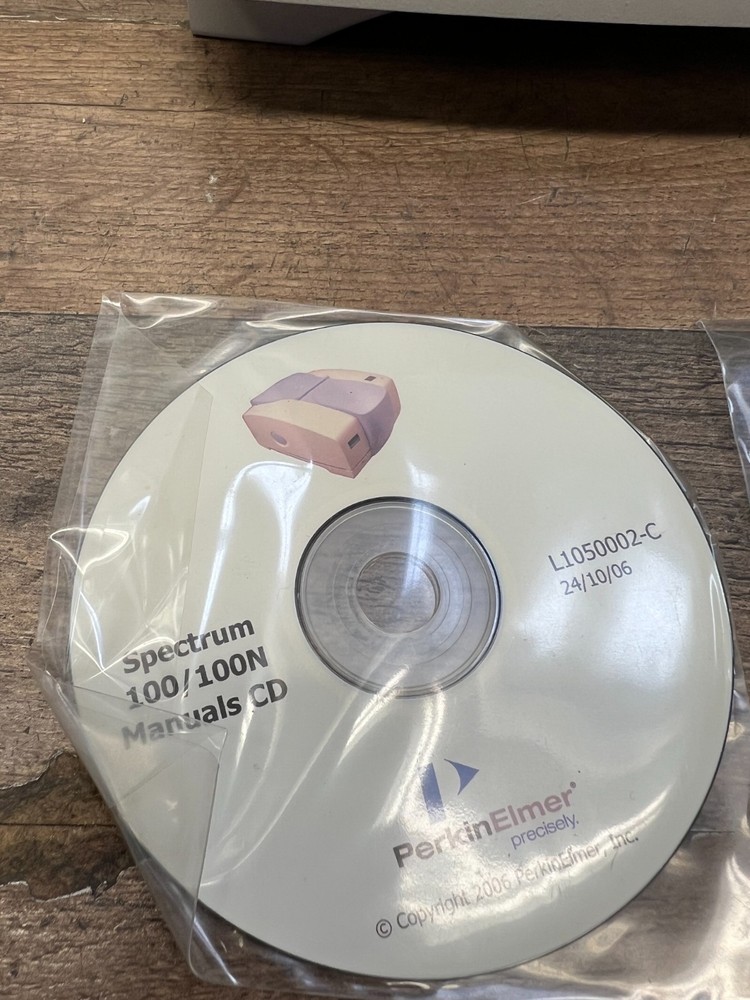 L1050002-C
24/10/06
Spectrum
100/100N
Manuals CD
PerkinElmer
precisely.
© Copyright 2006 PerkinElmer, Inc.